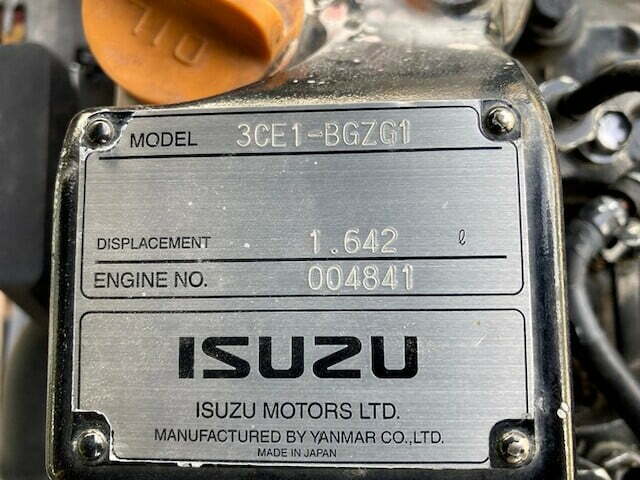 OIL
MODEL 3CE1-BGZG1
DISPLACEMENT 1.642 ℓ
ENGINE NO. 004841
ISUZU
ISUZU MOTORS LTD.
MANUFACTURED BY YANMAR CO.,LTD.
MADE IN JAPAN